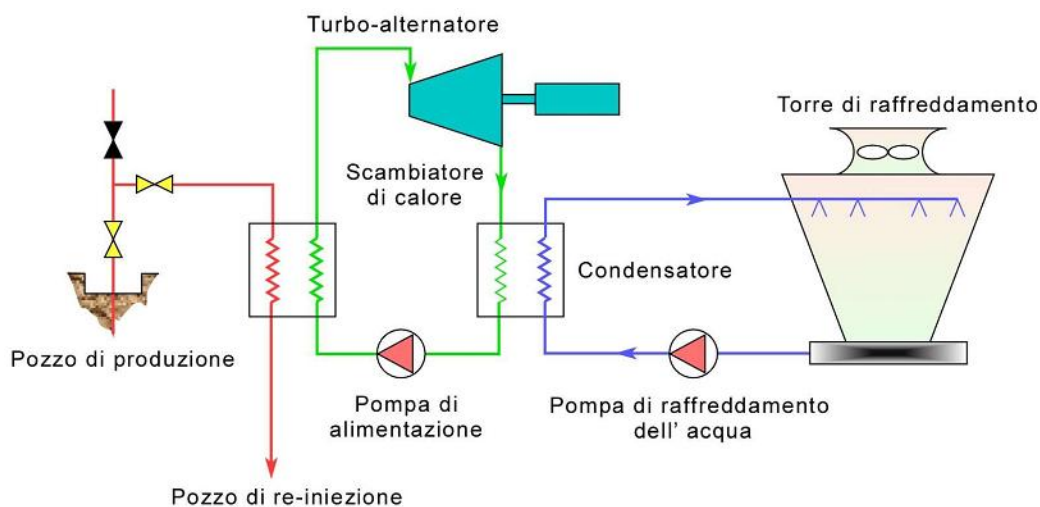 Turbo-alternatore
Torre di raffreddamento
Scambiatore
di calore
Condensatore
Pozzo di produzione
Pompa di
alimentazione
Pompa di raffreddamento
dell' acqua
Pozzo di re-iniezione